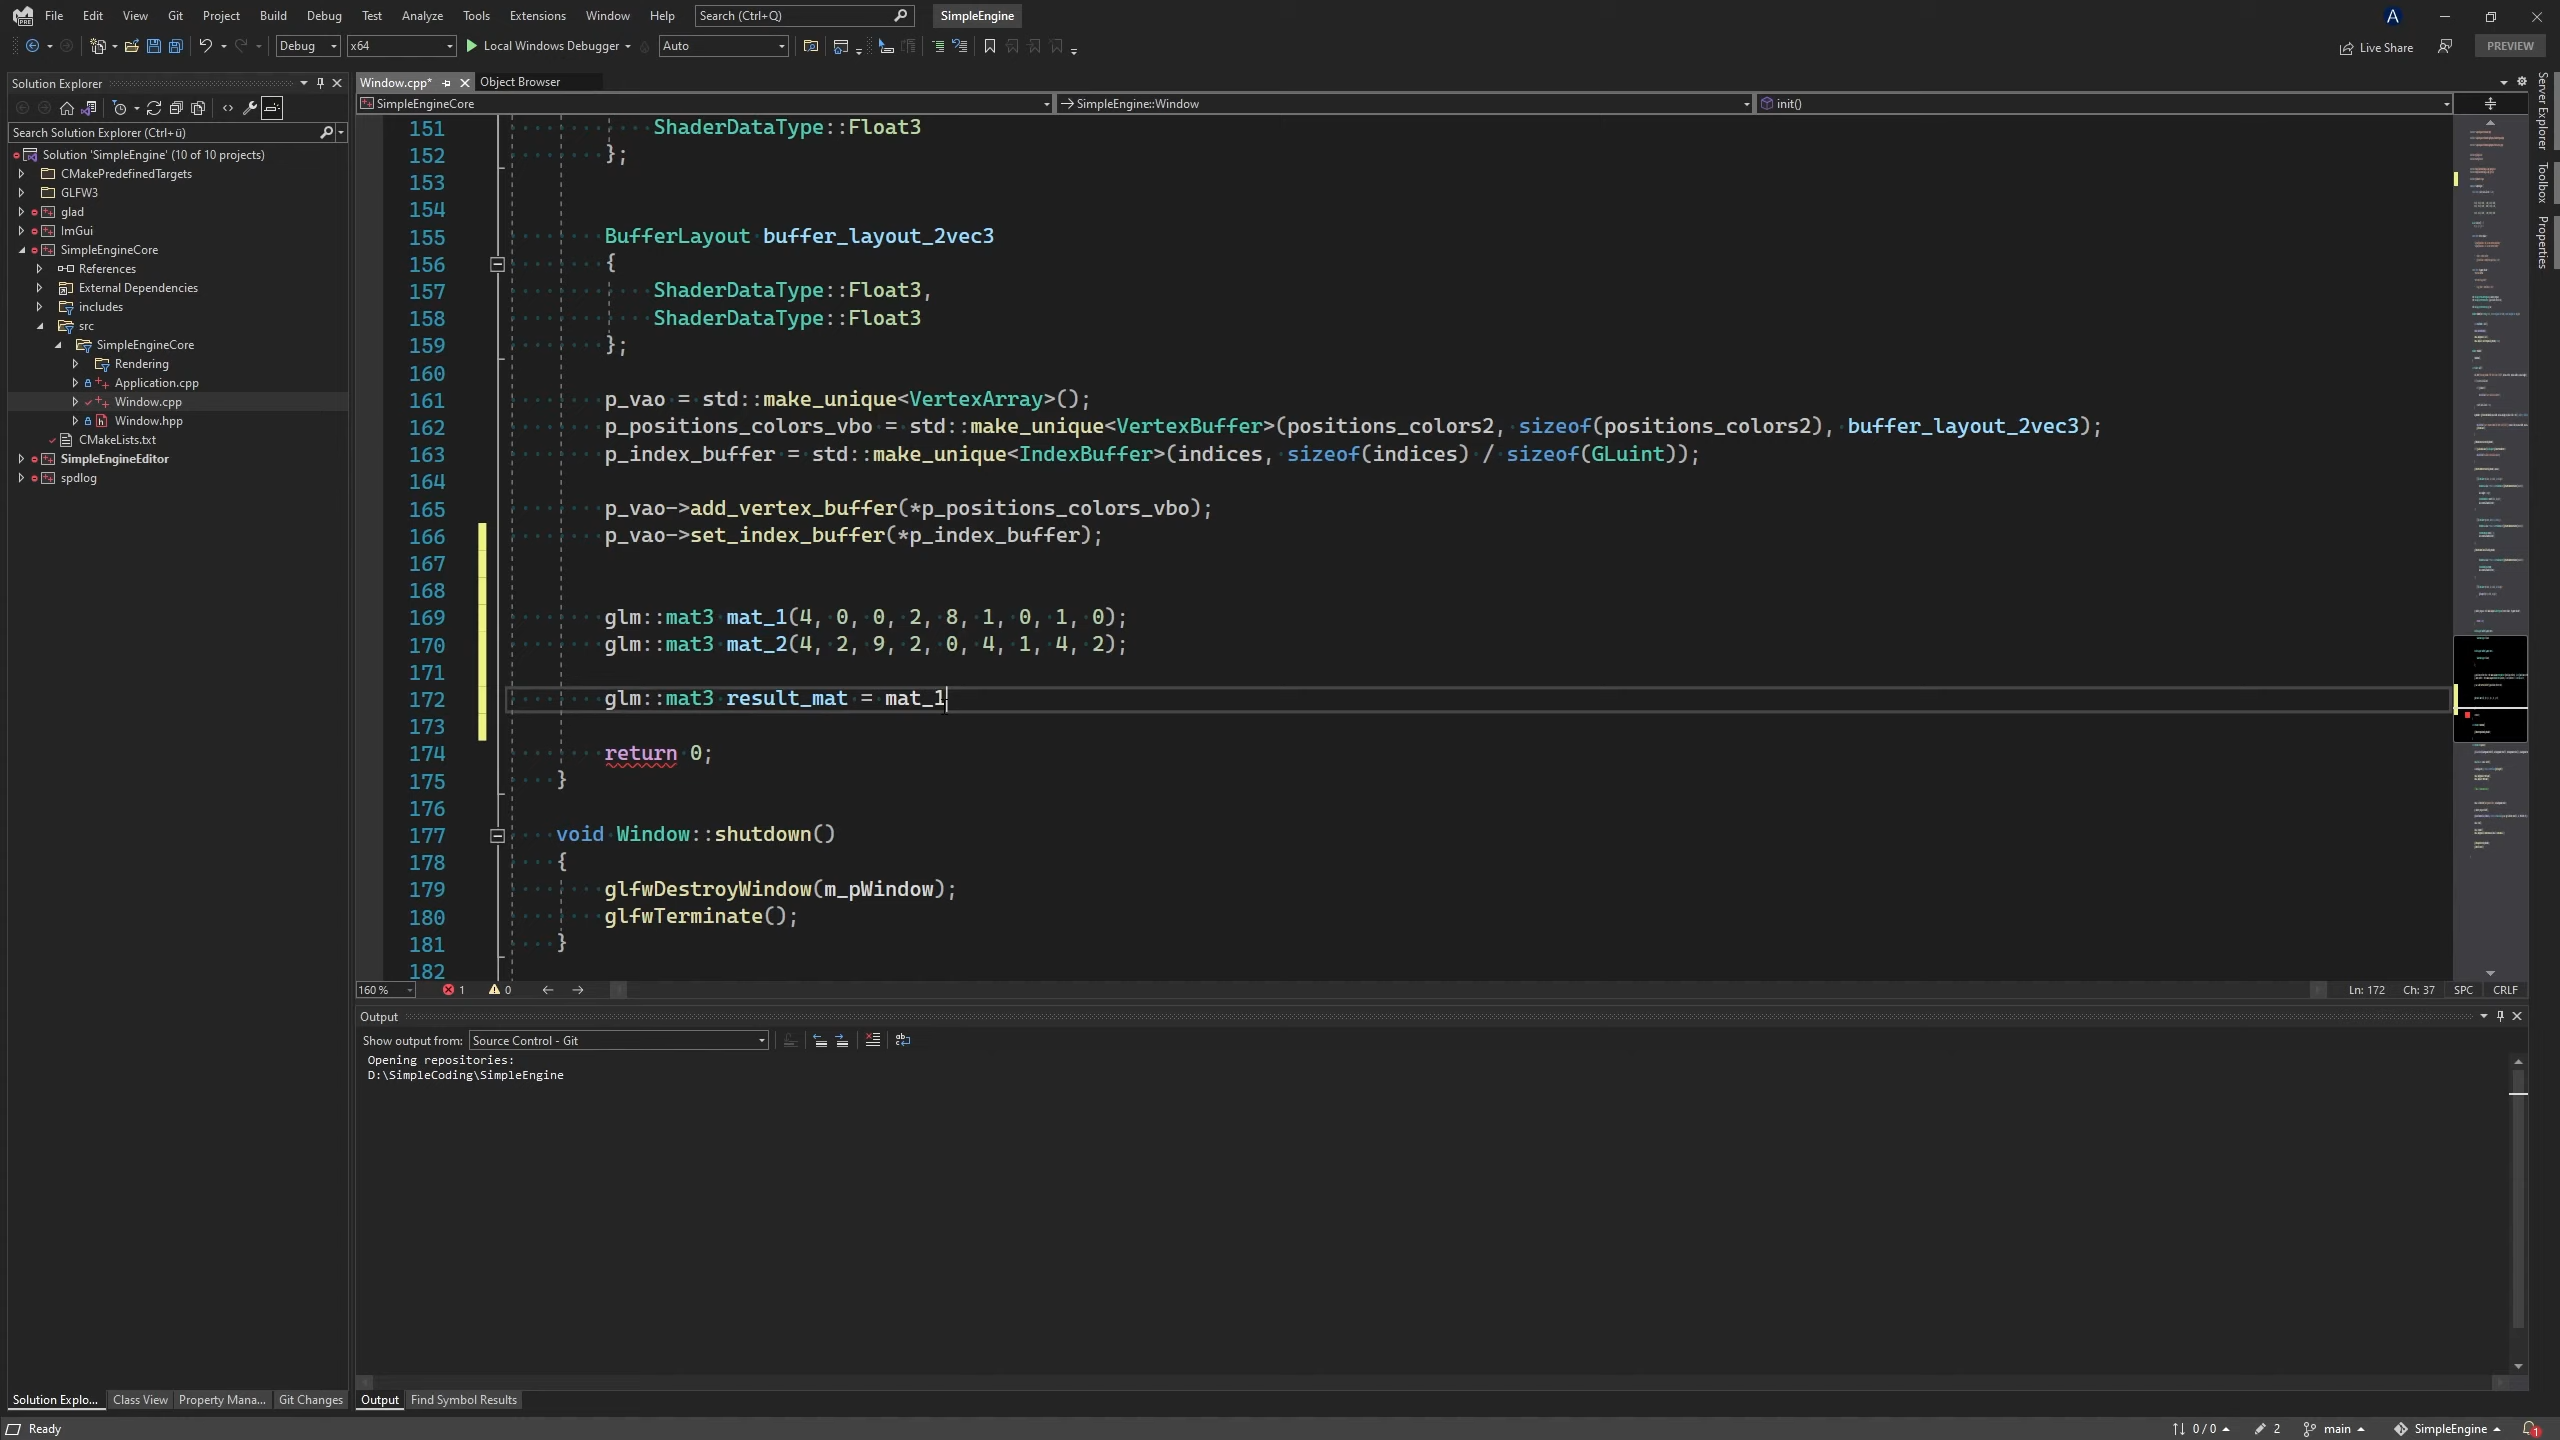 File Edit View Git Project Build Debug Test Analyze Tools Extensions Window Help Search (Ctrl+Q) SimpleEngine A
Debug x64 Local Windows Debugger Auto Live Share PREVIEW
Solution Explorer
Search Solution Explorer (Ctrl+ü)
Solution 'SimpleEngine' (10 of 10 projects)
CMakePredefinedTargets
GLFW3
glad
ImGui
SimpleEngineCore
References
External Dependencies
includes
src
SimpleEngineCore
Rendering
Application.cpp
Window.cpp
Window.hpp
CMakeLists.txt
SimpleEngineEditor
spdlog
Solution Explo... Class View Property Mana... Git Changes
Window.cpp* Object Browser
SimpleEngineCore SimpleEngine::Window init()
151 ShaderDataType::Float3
152 };
153
154
155 BufferLayout buffer_layout_2vec3
156 {
157 ShaderDataType::Float3,
158 ShaderDataType::Float3
159 };
160
161 p_vao = std::make_unique<VertexArray>();
162 p_positions_colors_vbo = std::make_unique<VertexBuffer>(positions_colors2, sizeof(positions_colors2), buffer_layout_2vec3);
163 p_index_buffer = std::make_unique<IndexBuffer>(indices, sizeof(indices) / sizeof(GLuint));
164
165 p_vao->add_vertex_buffer(*p_positions_colors_vbo);
166 p_vao->set_index_buffer(*p_index_buffer);
167
168
169 glm::mat3 mat_1(4, 0, 0, 2, 8, 1, 0, 1, 0);
170 glm::mat3 mat_2(4, 2, 9, 2, 0, 4, 1, 4, 2);
171
172 glm::mat3 result_mat = mat_1
173
174 return 0;
175 }
176
177 void Window::shutdown()
178 {
179 glfwDestroyWindow(m_pWindow);
180 glfwTerminate();
181 }
182
160 % 1 0 Ln: 172 Ch: 37 SPC CRLF
Output
Show output from: Source Control - Git
Opening repositories:
D:\SimpleCoding\SimpleEngine
Output Find Symbol Results
Server Explorer
Toolbox
Properties
Ready 0 / 0 2 main SimpleEngine 1